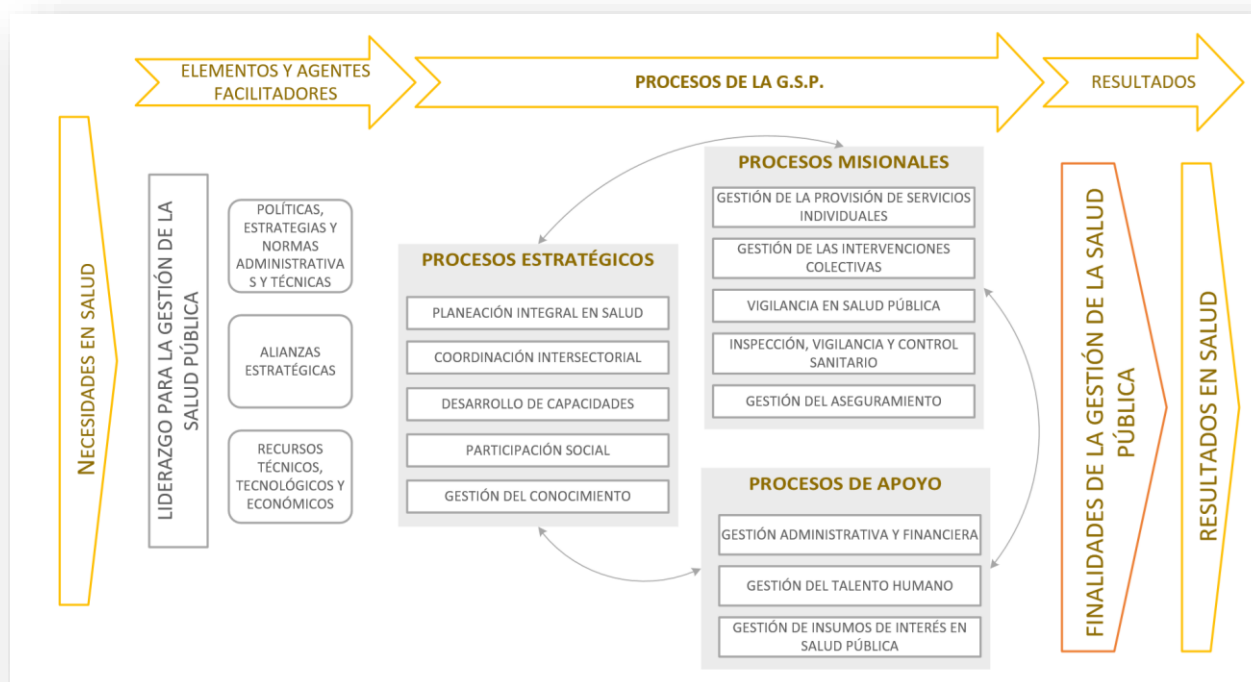 ELEMENTOS Y AGENTES
FACILITADORES
PROCESOS DE LA G.S.P.
RESULTADOS
NECESIDADES EN SALUD
LIDERAZGO PARA LA GESTIÓN DE LA
SALUD PÚBLICA
POLÍTICAS,
ESTRATEGIAS Y
NORMAS
ADMINISTRATIVA
S Y TÉCNICAS
ALIANZAS
ESTRATÉGICAS
RECURSOS
TÉCNICOS,
TECNOLÓGICOS Y
ECONÓMICOS
PROCESOS ESTRATÉGICOS
PLANEACIÓN INTEGRAL EN SALUD
COORDINACIÓN INTERSECTORIAL
DESARROLLO DE CAPACIDADES
PARTICIPACIÓN SOCIAL
GESTIÓN DEL CONOCIMIENTO
PROCESOS MISIONALES
GESTIÓN DE LA PROVISIÓN DE SERVICIOS
INDIVIDUALES
GESTIÓN DE LAS INTERVENCIONES
COLECTIVAS
VIGILANCIA EN SALUD PÚBLICA
INSPECCIÓN, VIGILANCIA Y CONTROL
SANITARIO
GESTIÓN DEL ASEGURAMIENTO
PROCESOS DE APOYO
GESTIÓN ADMINISTRATIVA Y FINANCIERA
GESTIÓN DEL TALENTO HUMANO
GESTIÓN DE INSUMOS DE INTERÉS EN
SALUD PÚBLICA
FINALIDADES DE LA GESTIÓN DE LA SALUD
PÚBLICA
RESULTADOS EN SALUD